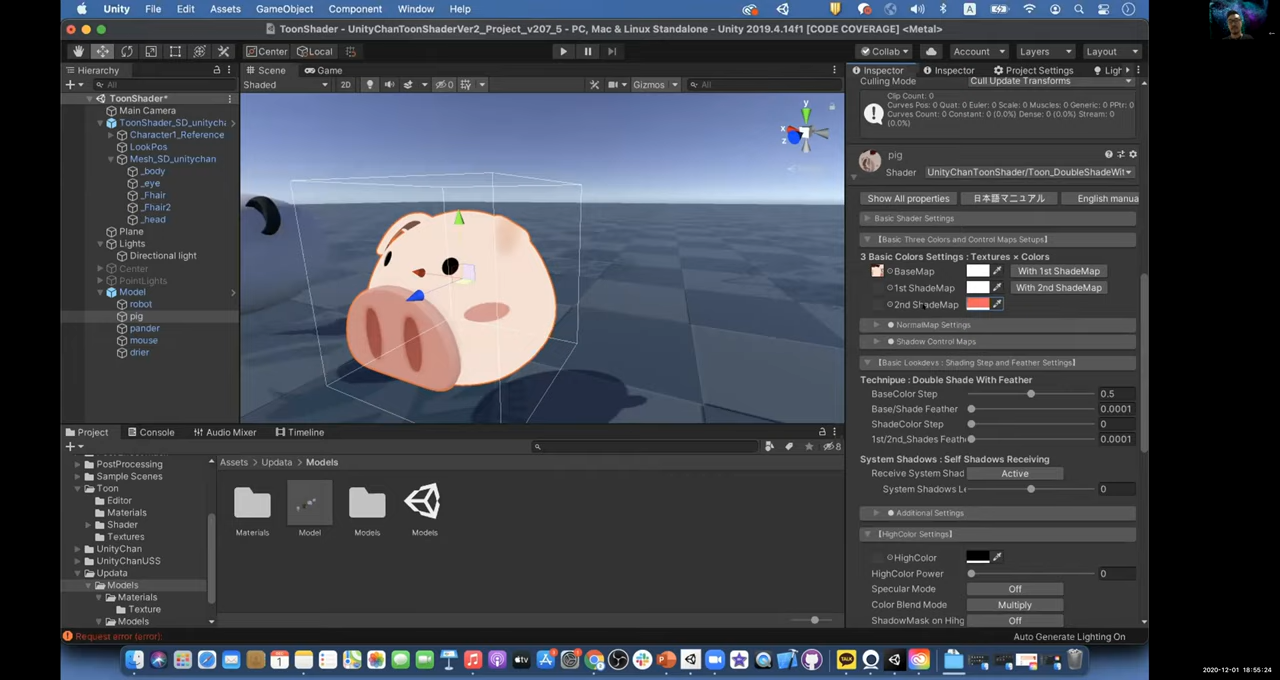 Unity File Edit Assets GameObject Component Window Help
ToonShader - UnityChanToonShaderVer2_Project_v207_5 - PC, Mac & Linux Standalone - Unity 2019.4.14f1 [CODE COVERAGE] <Metal>
Center Local Collab Account Layers Layout
Hierarchy
All
ToonShader*
Main Camera
ToonShader_SD_unitycha
Character1_Reference
LookPos
Mesh_SD_unitychan
_body
_eye
_Fhair
_Fhair2
_head
Plane
Lights
Directional light
Center
PointLights
Model
robot
pig
pander
mouse
drier
Scene Game
Shaded 2D 0 Gizmos All
y
x
z
Inspector Inspector Project Settings Ligh
Culling Mode Cull Update Transforms
Clip Count: 0
Curves Pos: 0 Quat: 0 Euler: 0 Scale: 0 Muscles: 0 Generic: 0 PPtr: 0
Curves Count: 0 Constant: 0 (0.0%) Dense: 0 (0.0%) Stream: 0
(0.0%)
pig
Shader UnityChanToonShader/Toon_DoubleShadeWit
Show All properties 日本語マニュアル English manua
Basic Shader Settings
【Basic Three Colors and Control Maps Setups】
3 Basic Colors Settings : Textures × Colors
BaseMap With 1st ShadeMap
1st ShadeMap With 2nd ShadeMap
2nd ShadeMap
● NormalMap Settings
● Shadow Control Maps
【Basic Lookdevs : Shading Step and Feather Settings】
Technipue : Double Shade With Feather
BaseColor Step 0.5
Base/Shade Feather 0.0001
ShadeColor Step 0
1st/2nd_Shades Feath 0.0001
System Shadows : Self Shadows Receiving
Receive System Shad Active
System Shadows Le 0
● Additional Settings
【HighColor Settings】
HighColor
HighColor Power 0
Specular Mode Off
Color Blend Mode Multiply
ShadowMask on Hihg Off
Project Console Audio Mixer Timeline
8
PostProcessing
Sample Scenes
Toon
Editor
Materials
Shader
Textures
UnityChan
UnityChanUSS
Updata
Models
Materials
Texture
Models
Assets Updata Models
Materials Model Models Models
Request error (error):
Auto Generate Lighting On
2020-12-01 18:55:24